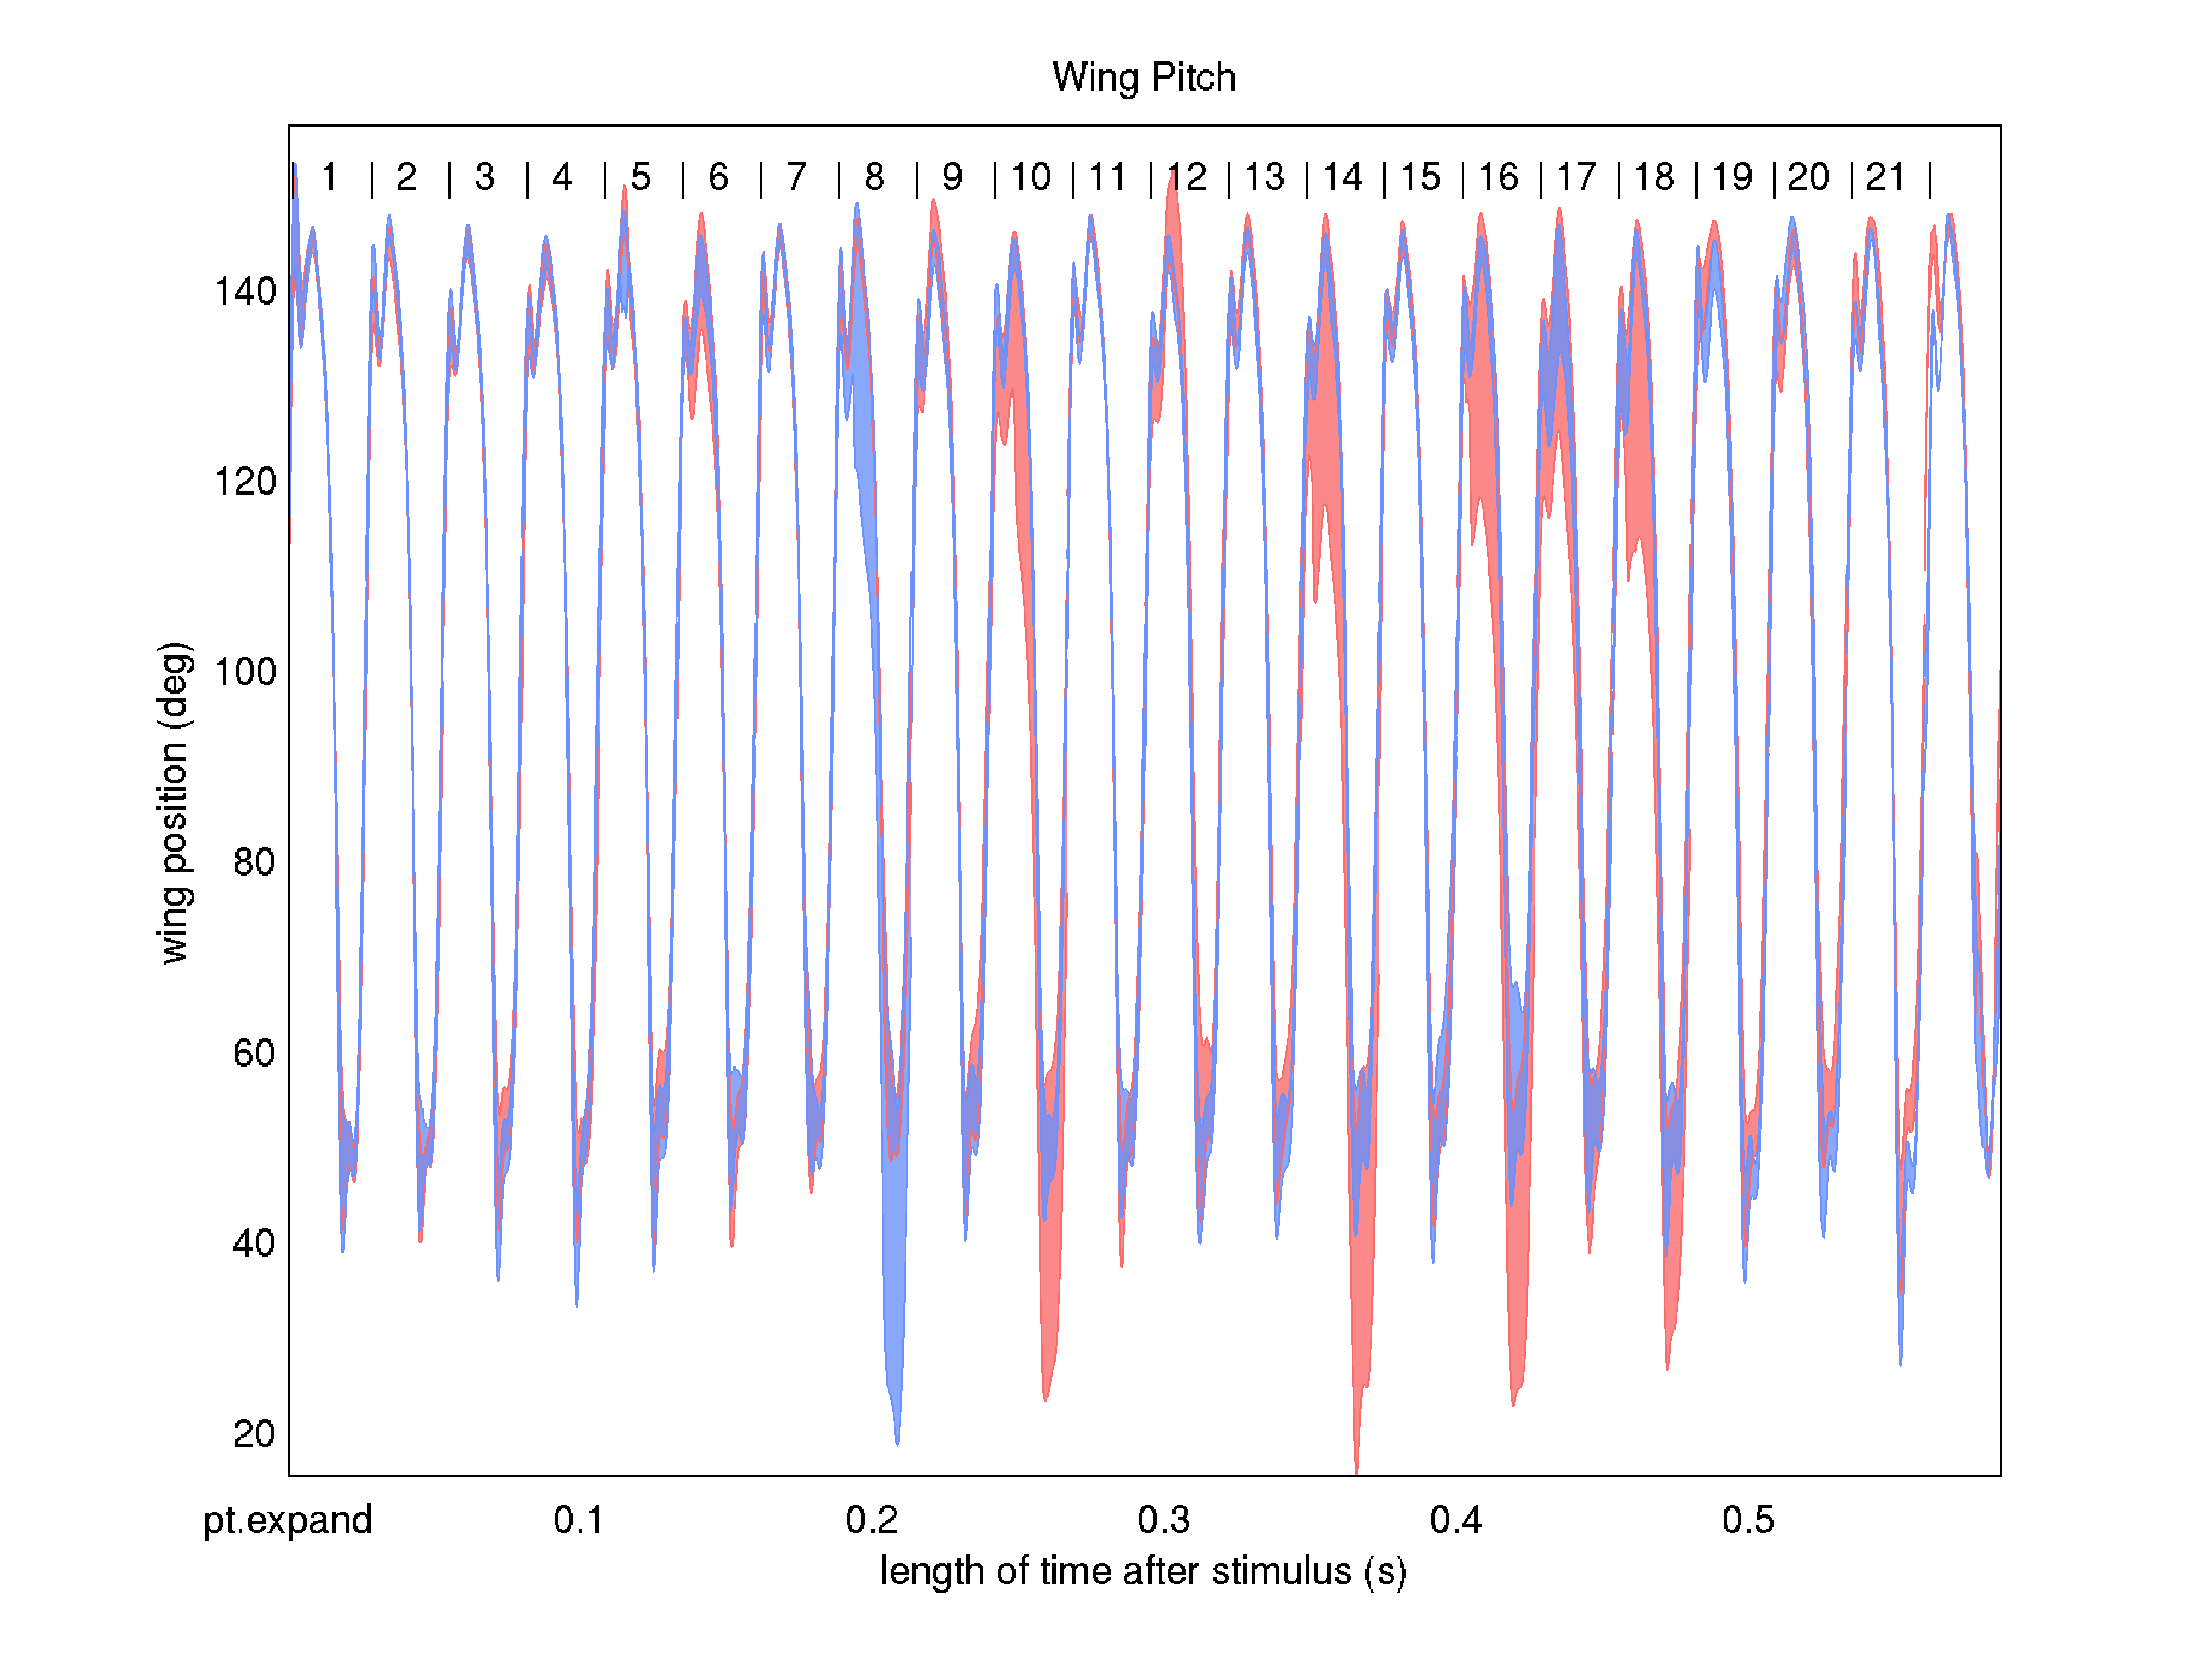 Wing Pitch
| 1 | 2 | 3 | 4 | 5 | 6 | 7 | 8 | 9 | 10 | 11 | 12 | 13 | 14 | 15 | 16 | 17 | 18 | 19 | 20 | 21 |
140
120
100
80
60
40
20
wing position (deg)
pt.expand 0.1 0.2 0.3 0.4 0.5
length of time after stimulus (s)